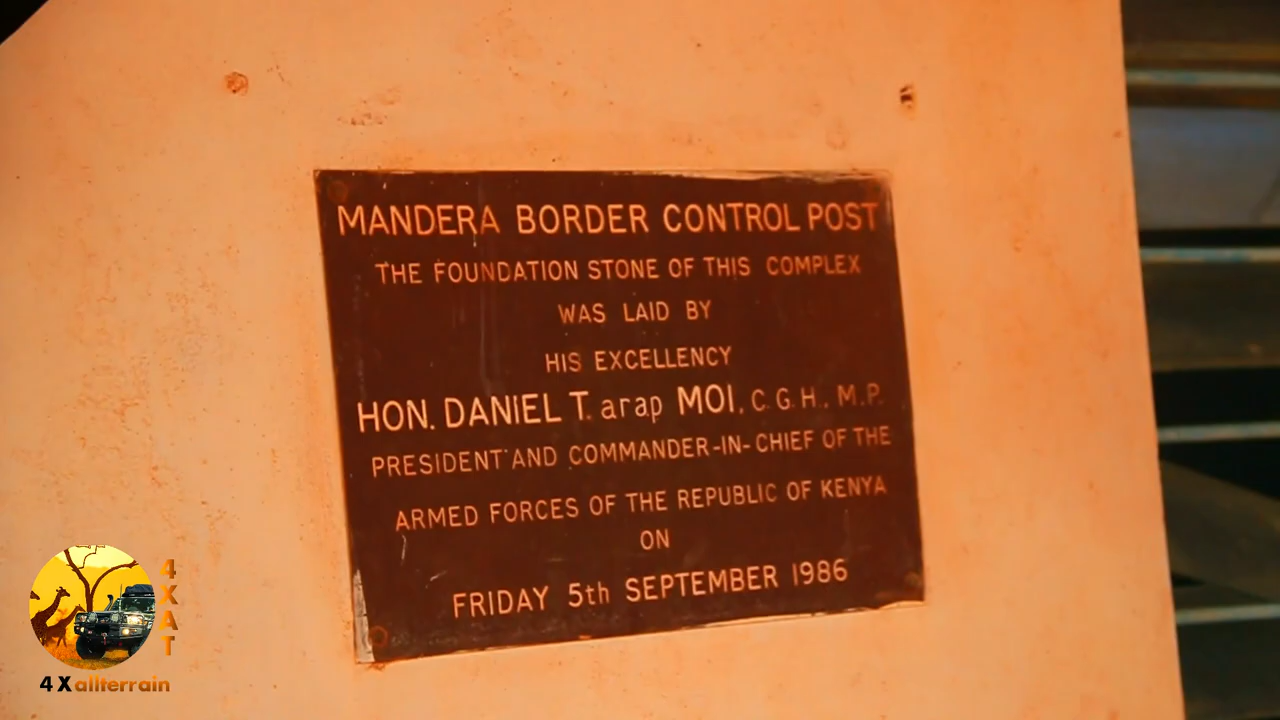 MANDERA BORDER CONTROL POST
THE FOUNDATION STONE OF THIS COMPLEX
WAS LAID BY
HIS EXCELLENCY
HON. DANIEL T. arap MOI, C.G.H., M.P.
PRESIDENT AND COMMANDER-IN-CHIEF OF THE
ARMED FORCES OF THE REPUBLIC OF KENYA
ON
FRIDAY 5th SEPTEMBER 1986
4XAT
4 X allterrain